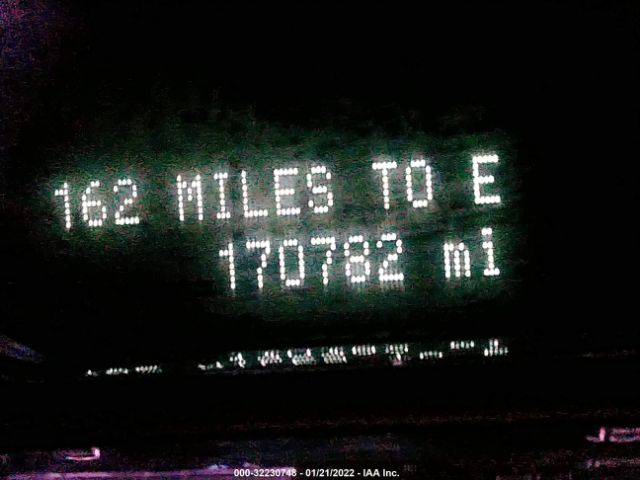 162 MILES TO E
170782 mi
000-32230748 - 01/21/2022 - IAA Inc.